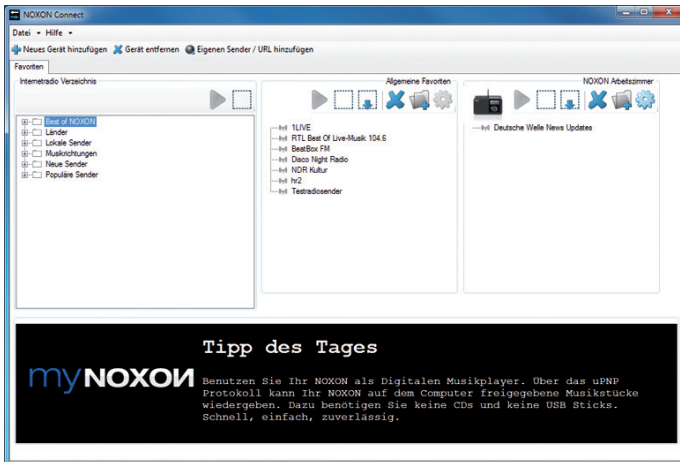 NOXON Connect
Datei Hilfe
Neues Gerät hinzufügen Gerät entfernen Eigenen Sender / URL hinzufügen
Favoriten
Internetradio Verzeichnis
Best of NOXON
Länder
Lokale Sender
Musikrichtungen
Neue Sender
Populäre Sender
Allgemeine Favoriten
1LIVE
RTL Best Of Live-Musik 104.6
BeatBox FM
Disco Night Radio
NDR Kultur
hr2
Testradiosender
NOXON Arbeitszimmer
Deutsche Welle News Updates
my NOXON
Tipp des Tages
Benutzen Sie Ihr NOXON als Digitalen Musikplayer. Über das uPNP
Protokoll kann Ihr NOXON auf dem Computer freigegebene Musikstücke
wiedergeben. Dazu benötigen Sie keine CDs und keine USB Sticks.
Schnell, einfach, zuverlässig.